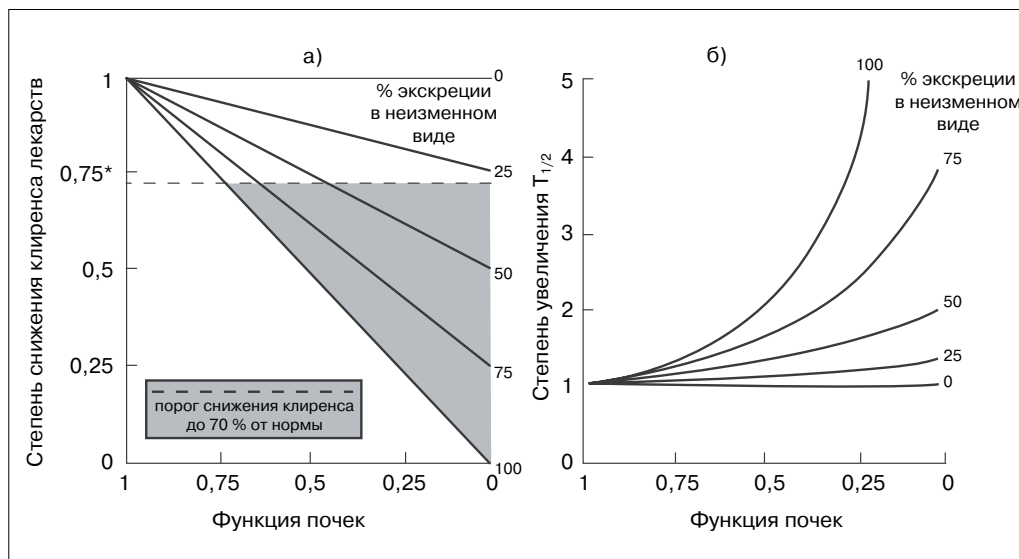 а)
Степень снижения клиренса лекарств
1
0,75*
0,5
0,25
0
% экскреции
в неизменном
виде
0
25
50
75
100
порог снижения клиренса
до 70 % от нормы
1
0,75
0,5
0,25
0
Функция почек
б)
Степень увеличения T1/2
5
4
3
2
1
0
100
% экскреции
в неизменном
виде
75
50
25
0
1
0,75
0,5
0,25
0
Функция почек